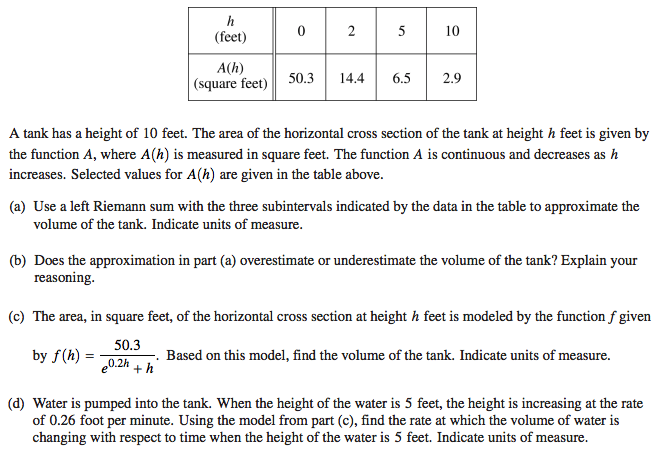 h (feet) 0 2 5 10
A(h) (square feet) 50.3 14.4 6.5 2.9
A tank has a height of 10 feet. The area of the horizontal cross section of the tank at height h feet is given by
the function A, where A(h) is measured in square feet. The function A is continuous and decreases as h
increases. Selected values for A(h) are given in the table above.
(a) Use a left Riemann sum with the three subintervals indicated by the data in the table to approximate the
volume of the tank. Indicate units of measure.
(b) Does the approximation in part (a) overestimate or underestimate the volume of the tank? Explain your
reasoning.
(c) The area, in square feet, of the horizontal cross section at height h feet is modeled by the function f given
by f(h) = 50.3 / (e^0.2h + h). Based on this model, find the volume of the tank. Indicate units of measure.
(d) Water is pumped into the tank. When the height of the water is 5 feet, the height is increasing at the rate
of 0.26 foot per minute. Using the model from part (c), find the rate at which the volume of water is
changing with respect to time when the height of the water is 5 feet. Indicate units of measure.